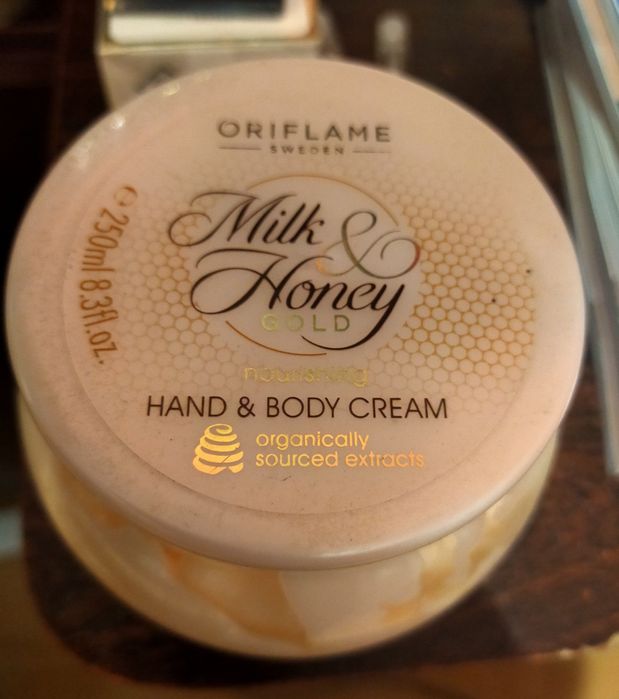 ORIFLAME
SWEDEN
Milk &
Honey
GOLD
nourishing
HAND & BODY CREAM
organically
sourced extracts
℮ 250ml 8.3fl.oz.